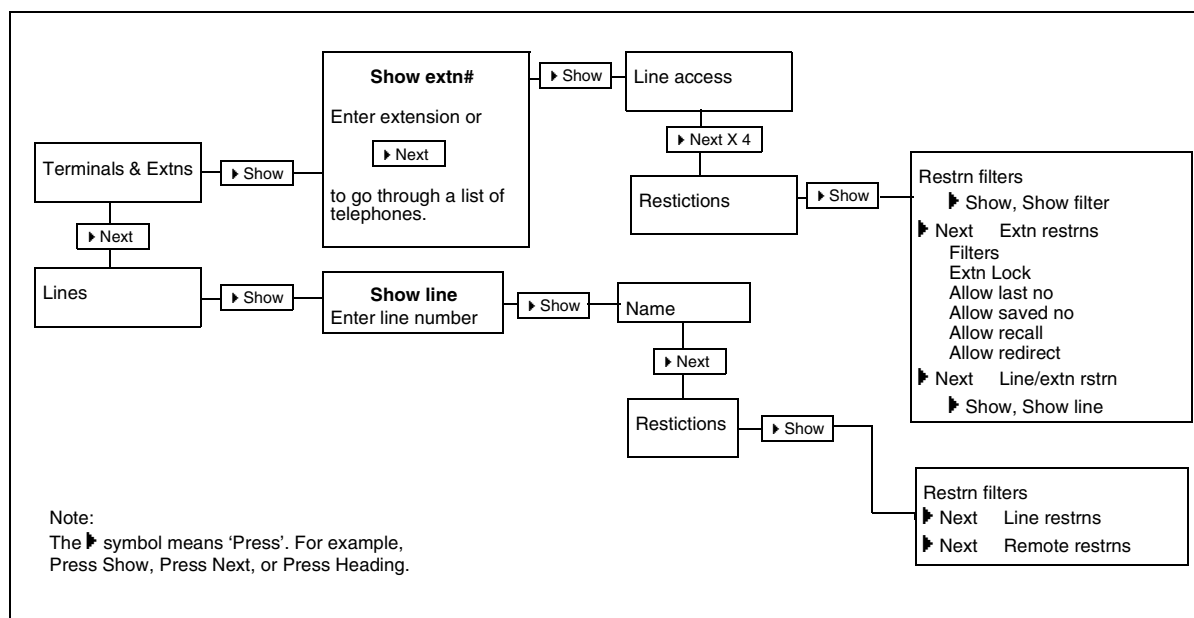 Terminals & Extns
Show
Show extn#
Enter extension or
Next
to go through a list of
telephones.
Show
Line access
Next X 4
Restictions
Show
Restrn filters
Show, Show filter
Next Extn restrns
Filters
Extn Lock
Allow last no
Allow saved no
Allow recall
Allow redirect
Next Line/extn rstrn
Show, Show line
Next
Lines
Show
Show line
Enter line number
Show
Name
Next
Restictions
Show
Restrn filters
Next Line restrns
Next Remote restrns
Note:
The symbol means ‘Press’. For example,
Press Show, Press Next, or Press Heading.